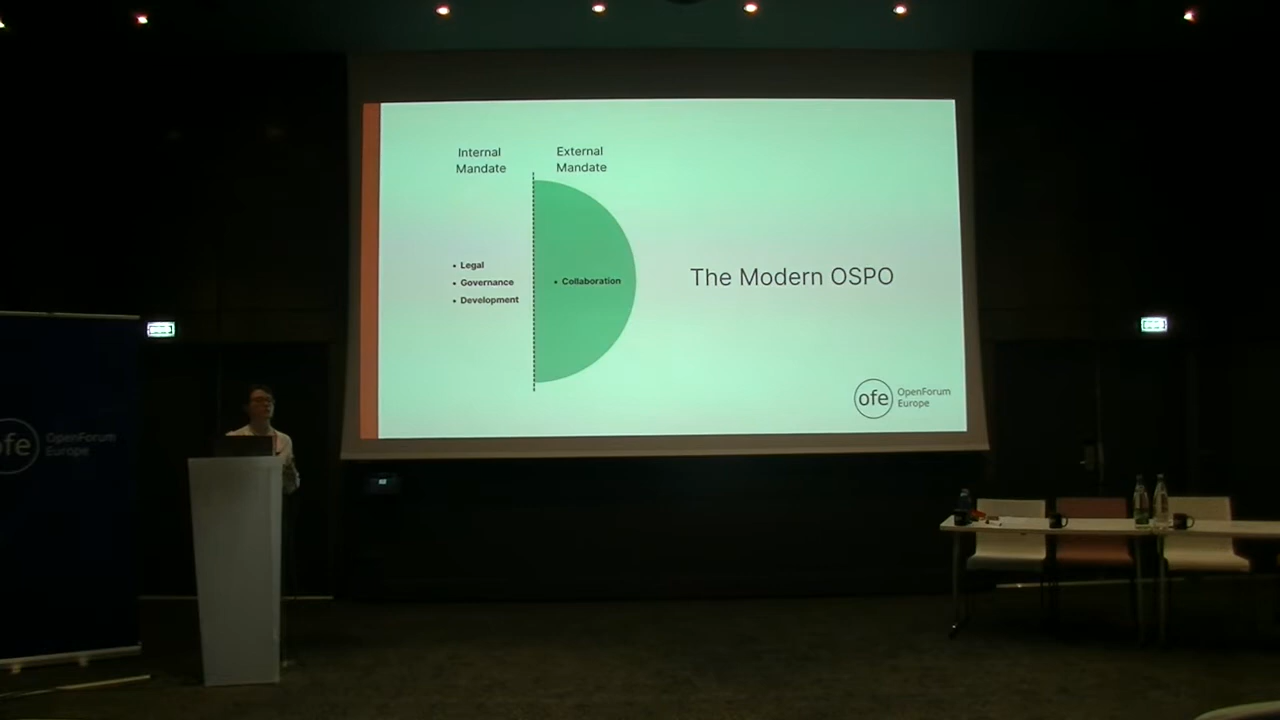 Internal
Mandate
External
Mandate
• Legal
• Governance
• Development
• Collaboration
The Modern OSPO
ofe
OpenForum
Europe
ofe
OpenForum
Europe